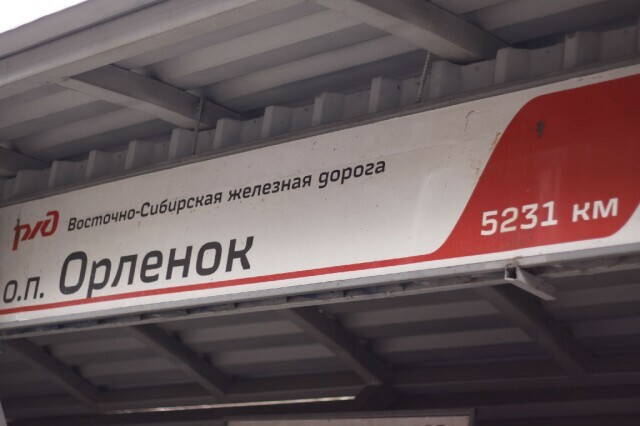 ржд Восточно-Сибирская железная дорога
о.п. Орленок
5231 км